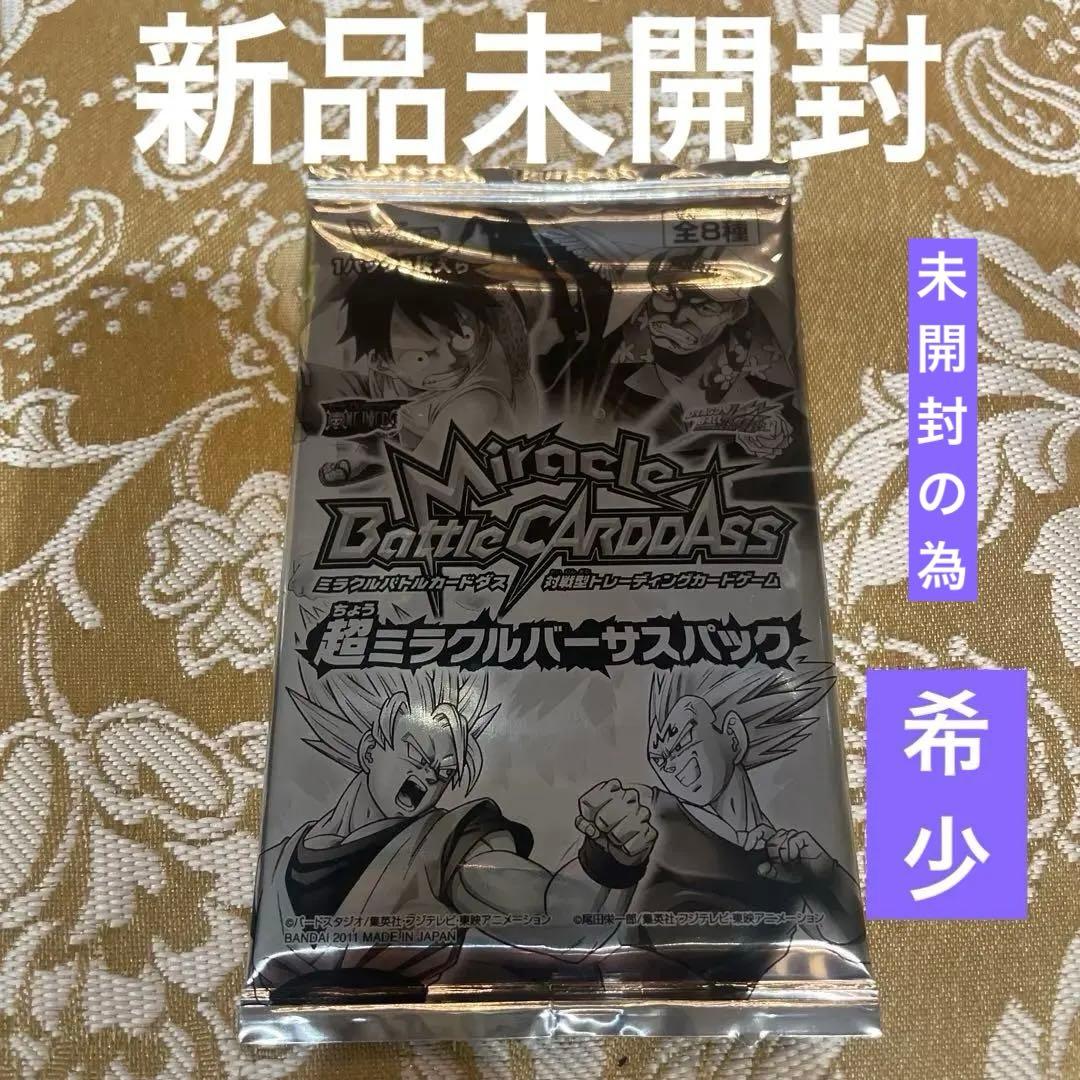 新品未開封
全8種
Miracle
Battle CARDDASS
ミラクルバトルカードダス 対戦型トレーディングカードゲーム
ちょう
超ミラクルバーサスパック
©バードスタジオ/集英社・フジテレビ・東映アニメーション ©尾田栄一郎/集英社・フジテレビ・東映アニメーション
BANDAI 2011 MADE IN JAPAN
未開封の為
希少